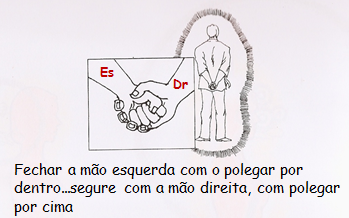 Es
Dr
Fechar a mão esquerda com o polegar por
dentro...segure com a mão direita, com polegar
por cima